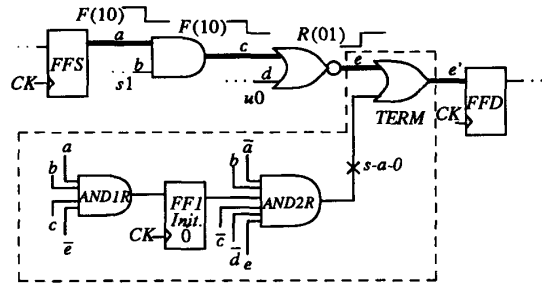 F(10)
F(10)
R(01)
a
c
e
e'
FFS
b
d
CK
s1
u0
TERM
CK
FFD
a
b
AND1R
c
e̅
CK
FF1
Init.
0
a̅
b
AND2R
c̅
d̅
e
s-a-0